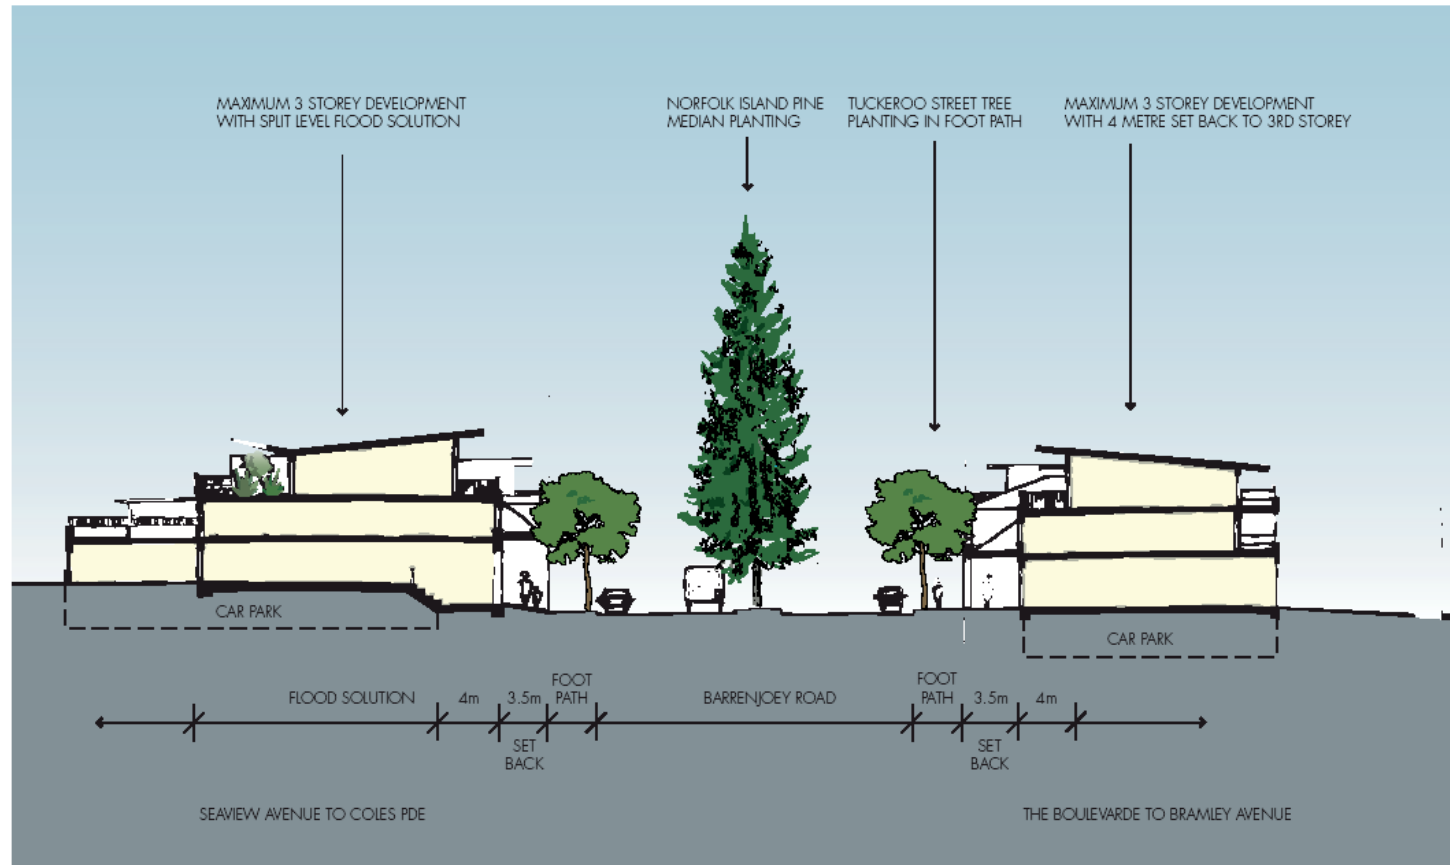 MAXIMUM 3 STOREY DEVELOPMENT
WITH SPLIT LEVEL FLOOD SOLUTION
NORFOLK ISLAND PINE
MEDIAN PLANTING
TUCKEROO STREET TREE
PLANTING IN FOOT PATH
MAXIMUM 3 STOREY DEVELOPMENT
WITH 4 METRE SET BACK TO 3RD STOREY
CAR PARK
CAR PARK
FLOOD SOLUTION
4m
3.5m
FOOT
PATH
BARRENJOEY ROAD
FOOT
PATH
3.5m
4m
SET
BACK
SET
BACK
SEAVIEW AVENUE TO COLES PDE
THE BOULEVARDE TO BRAMLEY AVENUE